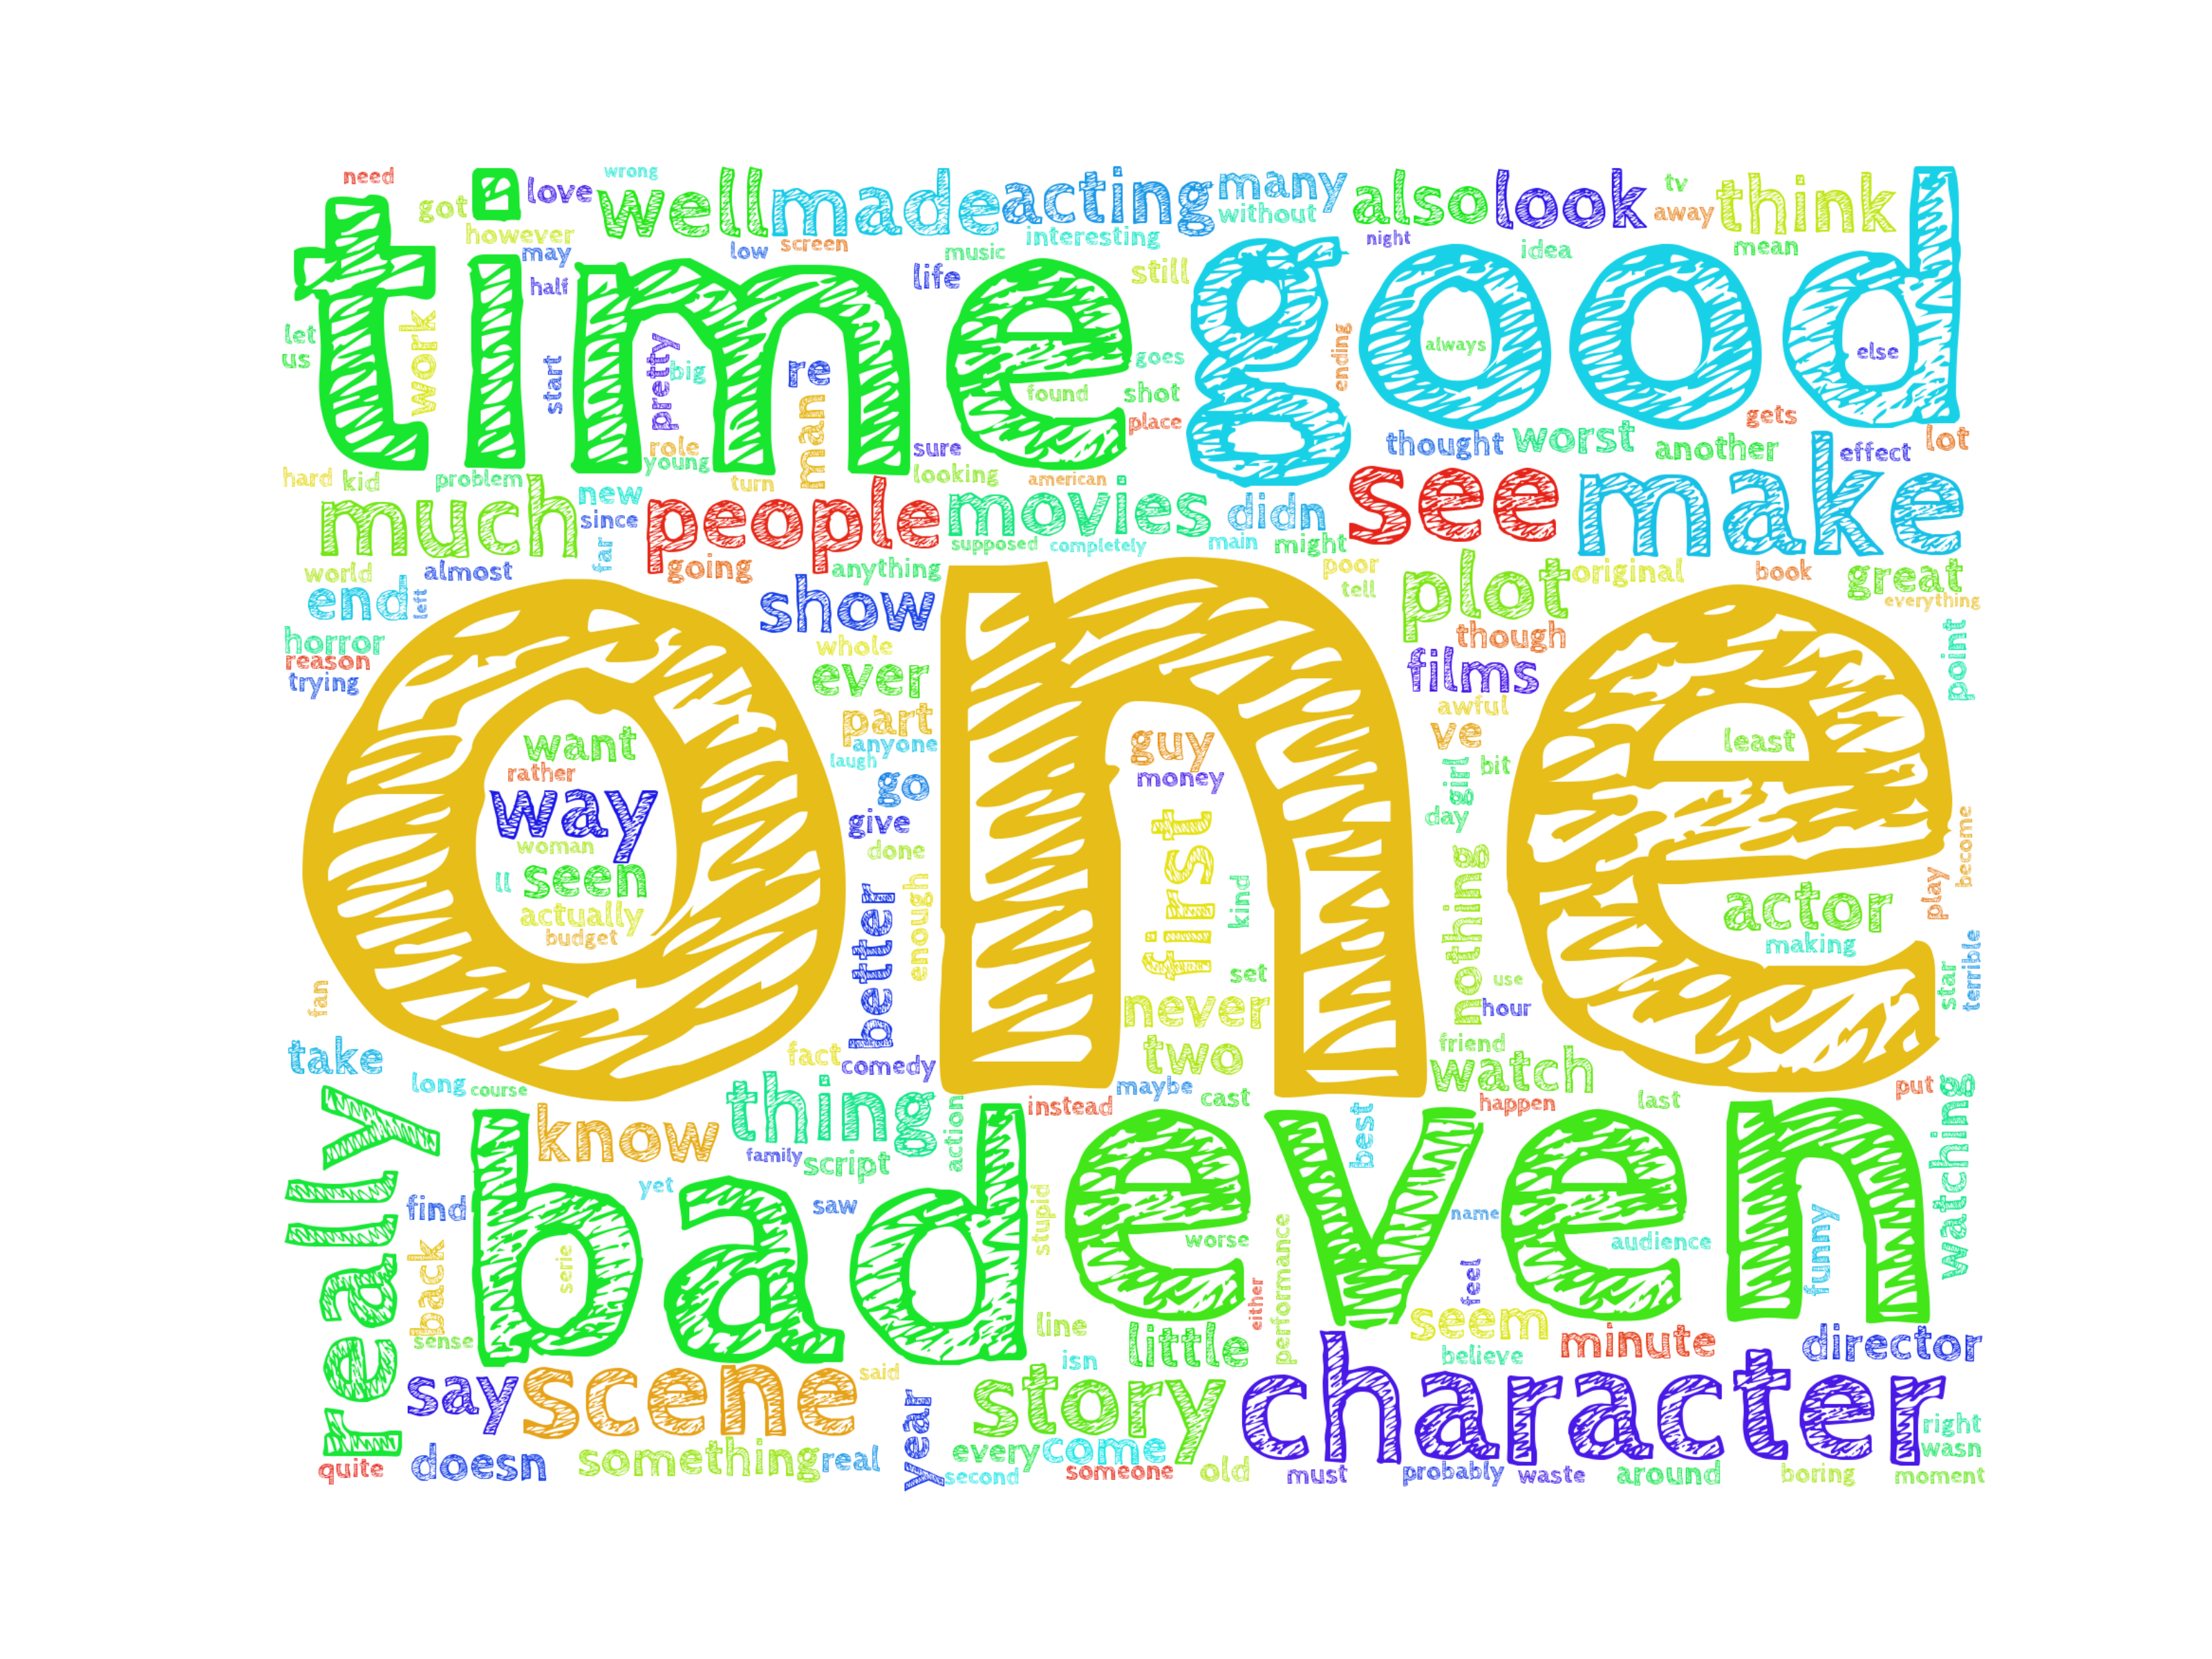 need
got
love
wrong
well
made
acting
many
without
also
look
tv
away
think
however
may
low
screen
music
interesting
night
idea
mean
time
good
half
life
still
let
us
work
start
pretty
big
re
man
found
goes
shot
place
ending
always
else
role
young
sure
looking
thought
worst
another
gets
effect
lot
hard
kid
problem
new
since
turn
american
much
people
movies
didn
see
make
far
going
anything
supposed
completely
main
might
poor
tell
world
almost
end
left
show
plot
original
book
great
everything
horror
reason
trying
whole
ever
though
films
point
one
part
anyone
laugh
awful
ve
want
rather
way
woman
seen
ll
actually
budget
go
give
done
guy
money
first
girl
bit
day
least
better
enough
kind
set
nothing
use
hour
actor
making
play
become
star
terrible
fan
never
two
friend
watch
take
long
course
fact
comedy
maybe
cast
instead
happen
last
put
really
know
thing
family
script
action
best
watching
bad
even
find
yet
saw
stupid
worse
name
audience
funny
back
serie
sense
performance
either
feel
line
isn
little
seem
believe
minute
director
say
scene
said
story
character
year
doesn
something
real
every
come
second
someone
old
must
probably
waste
around
boring
right
wasn
moment
quite